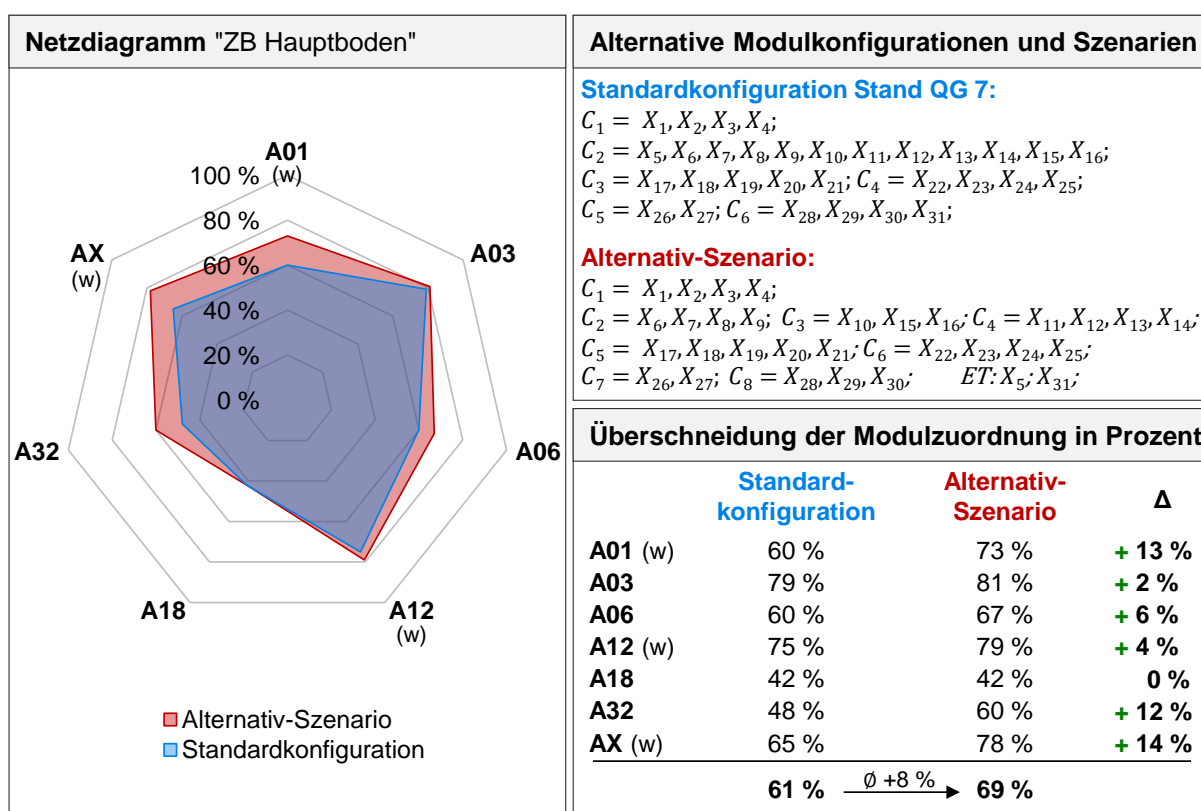 Netzdiagramm "ZB Hauptboden"
A01
(w)
100 %
80 %
60 %
40 %
20 %
0 %
A03
A06
A12
(w)
A18
A32
AX
(w)
Alternativ-Szenario
Standardkonfiguration
Alternative Modulkonfigurationen und Szenarien
Standardkonfiguration Stand QG 7:
C₁ = X₁, X₂, X₃, X₄;
C₂ = X₅, X₆, X₇, X₈, X₉, X₁₀, X₁₁, X₁₂, X₁₃, X₁₄, X₁₅, X₁₆;
C₃ = X₁₇, X₁₈, X₁₉, X₂₀, X₂₁; C₄ = X₂₂, X₂₃, X₂₄, X₂₅;
C₅ = X₂₆, X₂₇; C₆ = X₂₈, X₂₉, X₃₀, X₃₁;
Alternativ-Szenario:
C₁ = X₁, X₂, X₃, X₄;
C₂ = X₆, X₇, X₈, X₉; C₃ = X₁₀, X₁₅, X₁₆; C₄ = X₁₁, X₁₂, X₁₃, X₁₄;
C₅ = X₁₇, X₁₈, X₁₉, X₂₀, X₂₁; C₆ = X₂₂, X₂₃, X₂₄, X₂₅;
C₇ = X₂₆, X₂₇; C₈ = X₂₈, X₂₉, X₃₀; ET: X₅; X₃₁;
Überschneidung der Modulzuordnung in Prozent
Standard-konfiguration Alternativ-Szenario Δ
A01 (w) 60 % 73 % + 13 %
A03 79 % 81 % + 2 %
A06 60 % 67 % + 6 %
A12 (w) 75 % 79 % + 4 %
A18 42 % 42 % 0 %
A32 48 % 60 % + 12 %
AX (w) 65 % 78 % + 14 %
61 % Ø +8 % 69 %